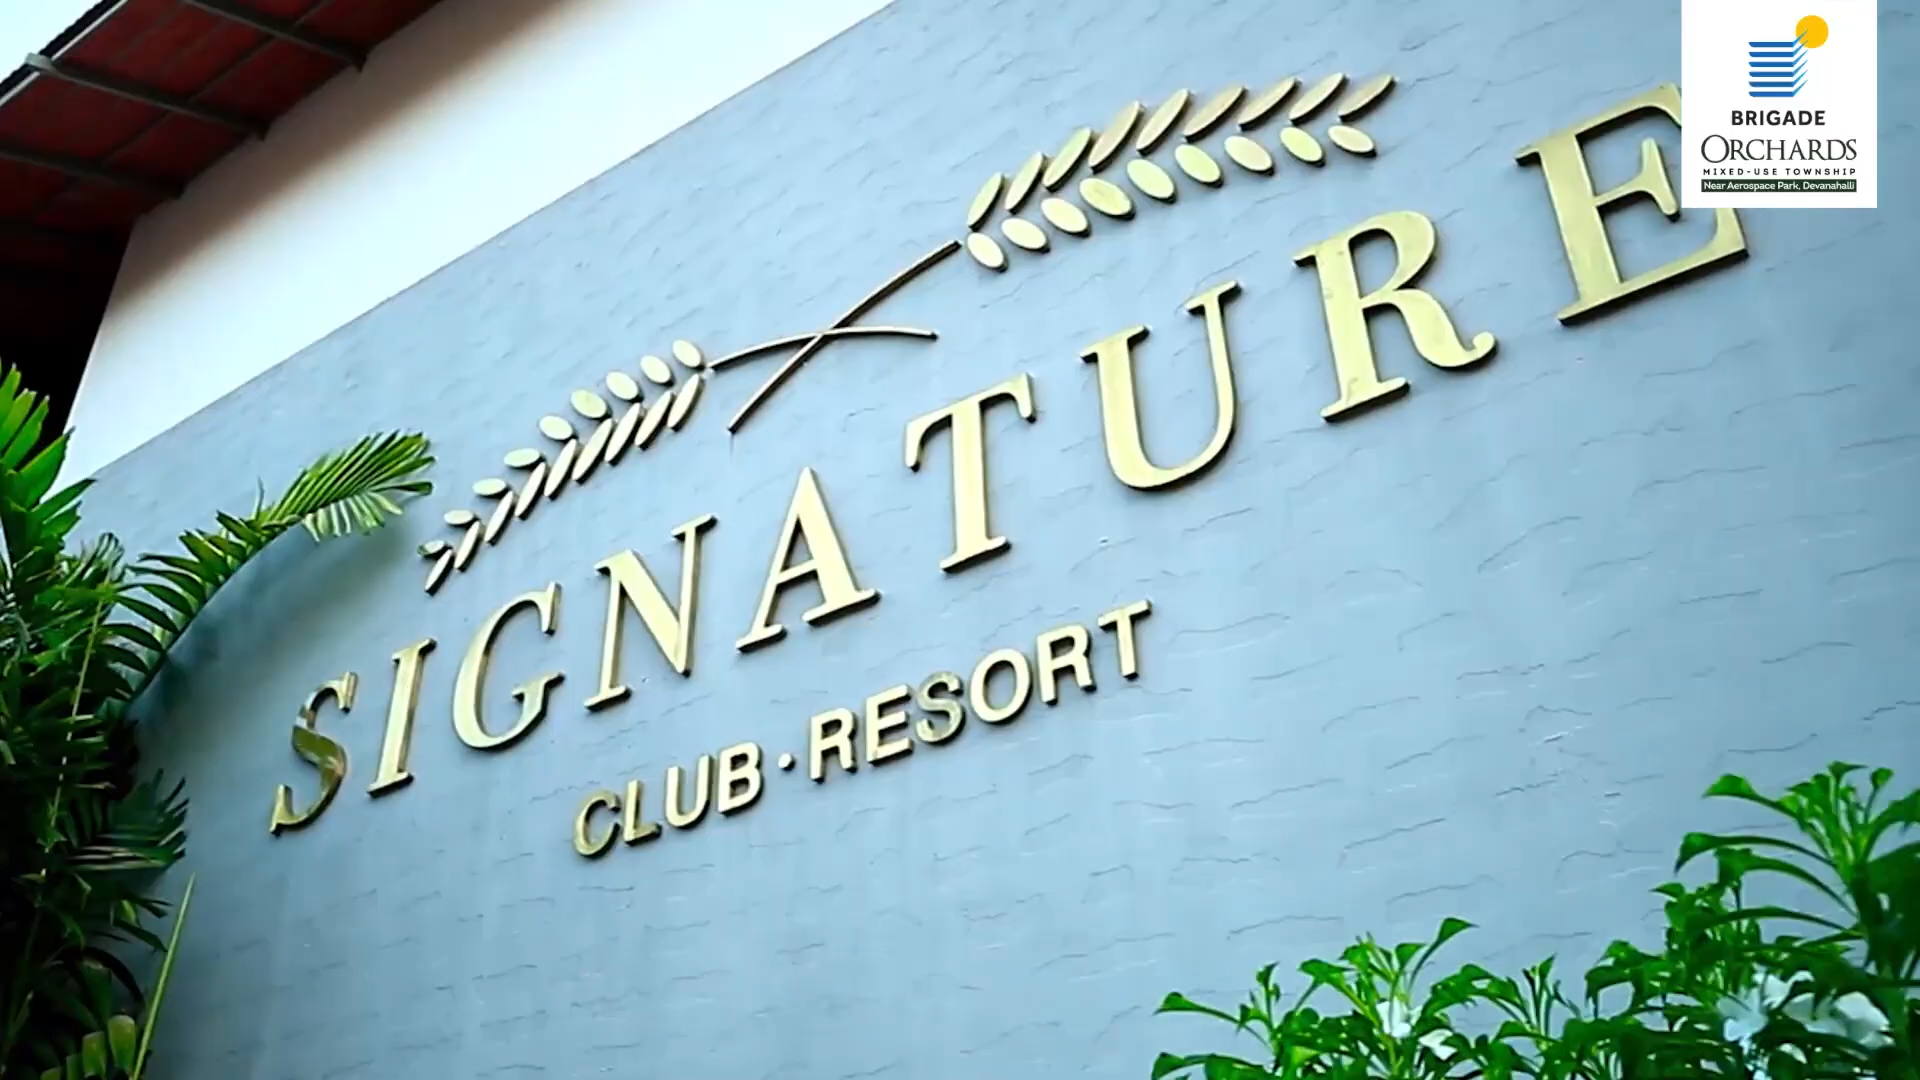 SIGNATURE
CLUB · RESORT
BRIGADE
ORCHARDS
MIXED-USE TOWNSHIP
Near Aerospace Park, Devanahalli